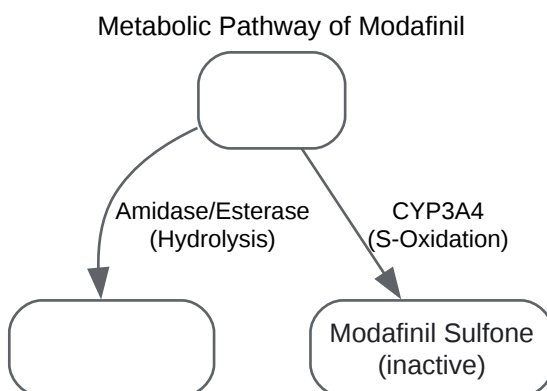 Metabolic Pathway of Modafinil
Amidase/Esterase
(Hydrolysis)
CYP3A4
(S-Oxidation)
Modafinil Sulfone
(inactive)